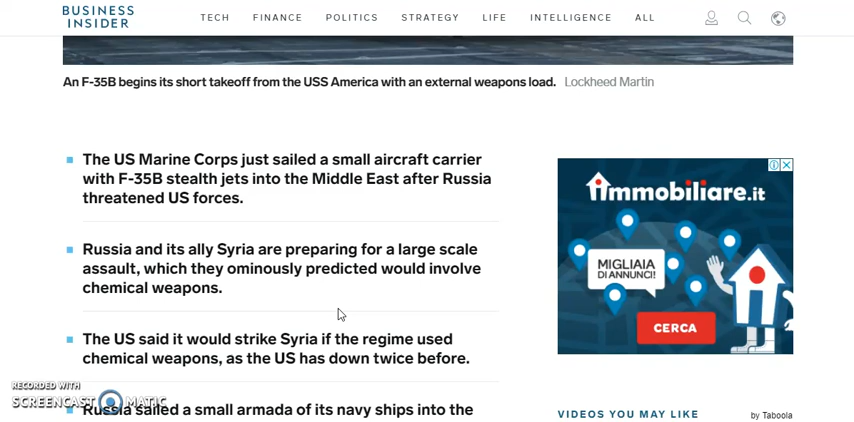 BUSINESS
INSIDER
TECH FINANCE POLITICS STRATEGY LIFE INTELLIGENCE ALL
An F-35B begins its short takeoff from the USS America with an external weapons load. Lockheed Martin
The US Marine Corps just sailed a small aircraft carrier
with F-35B stealth jets into the Middle East after Russia
threatened US forces.
Russia and its ally Syria are preparing for a large scale
assault, which they ominously predicted would involve
chemical weapons.
The US said it would strike Syria if the regime used
chemical weapons, as the US has down twice before.
Russia sailed a small armada of its navy ships into the
immobiliare.it
MIGLIAIA
DI ANNUNCI!
CERCA
VIDEOS YOU MAY LIKE by Taboola
RECORDED WITH
SCREENCAST MATIC